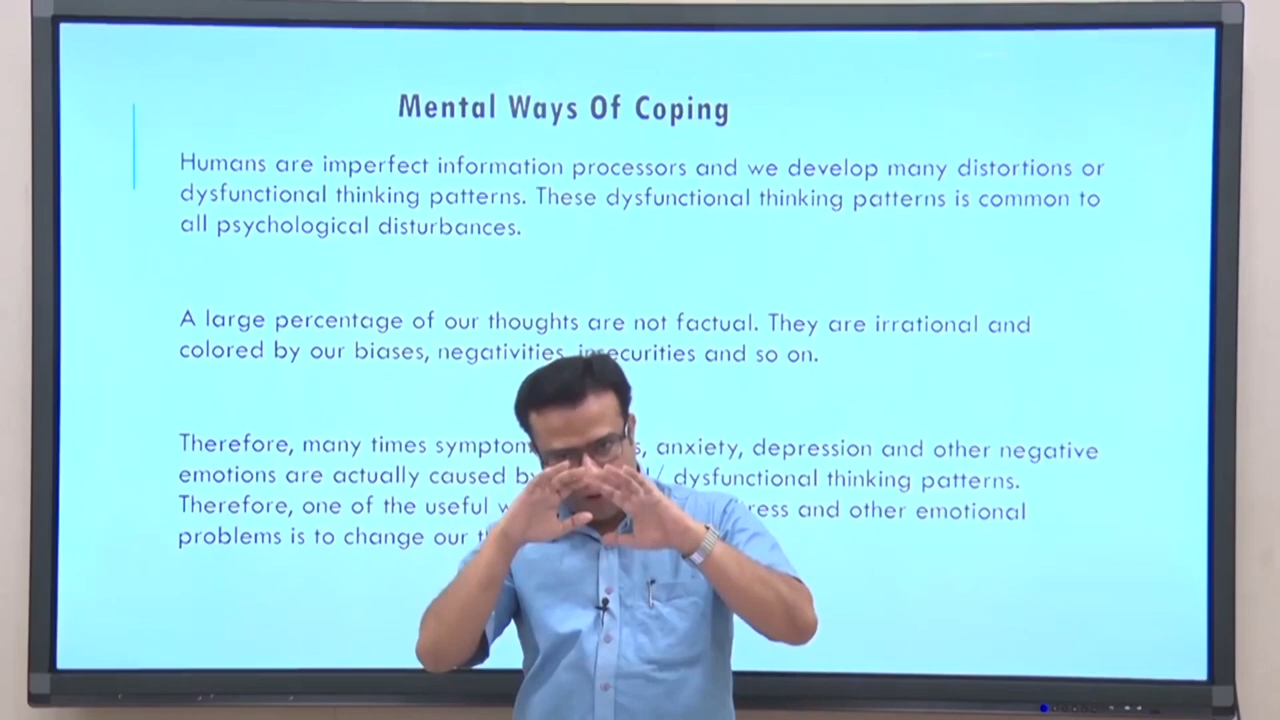 Mental Ways Of Coping
Humans are imperfect information processors and we develop many distortions or
dysfunctional thinking patterns. These dysfunctional thinking patterns is common to
all psychological disturbances.
A large percentage of our thoughts are not factual. They are irrational and
colored by our biases, negativities, insecurities and so on.
Therefore, many times anxiety, depression and other negative
emotions are actually caused dysfunctional thinking patterns.
Therefore, one of the useful and other emotional
problems is to change our